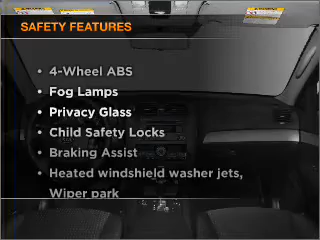 SAFETY FEATURES
• 4-Wheel ABS
• Fog Lamps
• Privacy Glass
• Child Safety Locks
• Braking Assist
• Heated windshield washer jets,
Wiper park